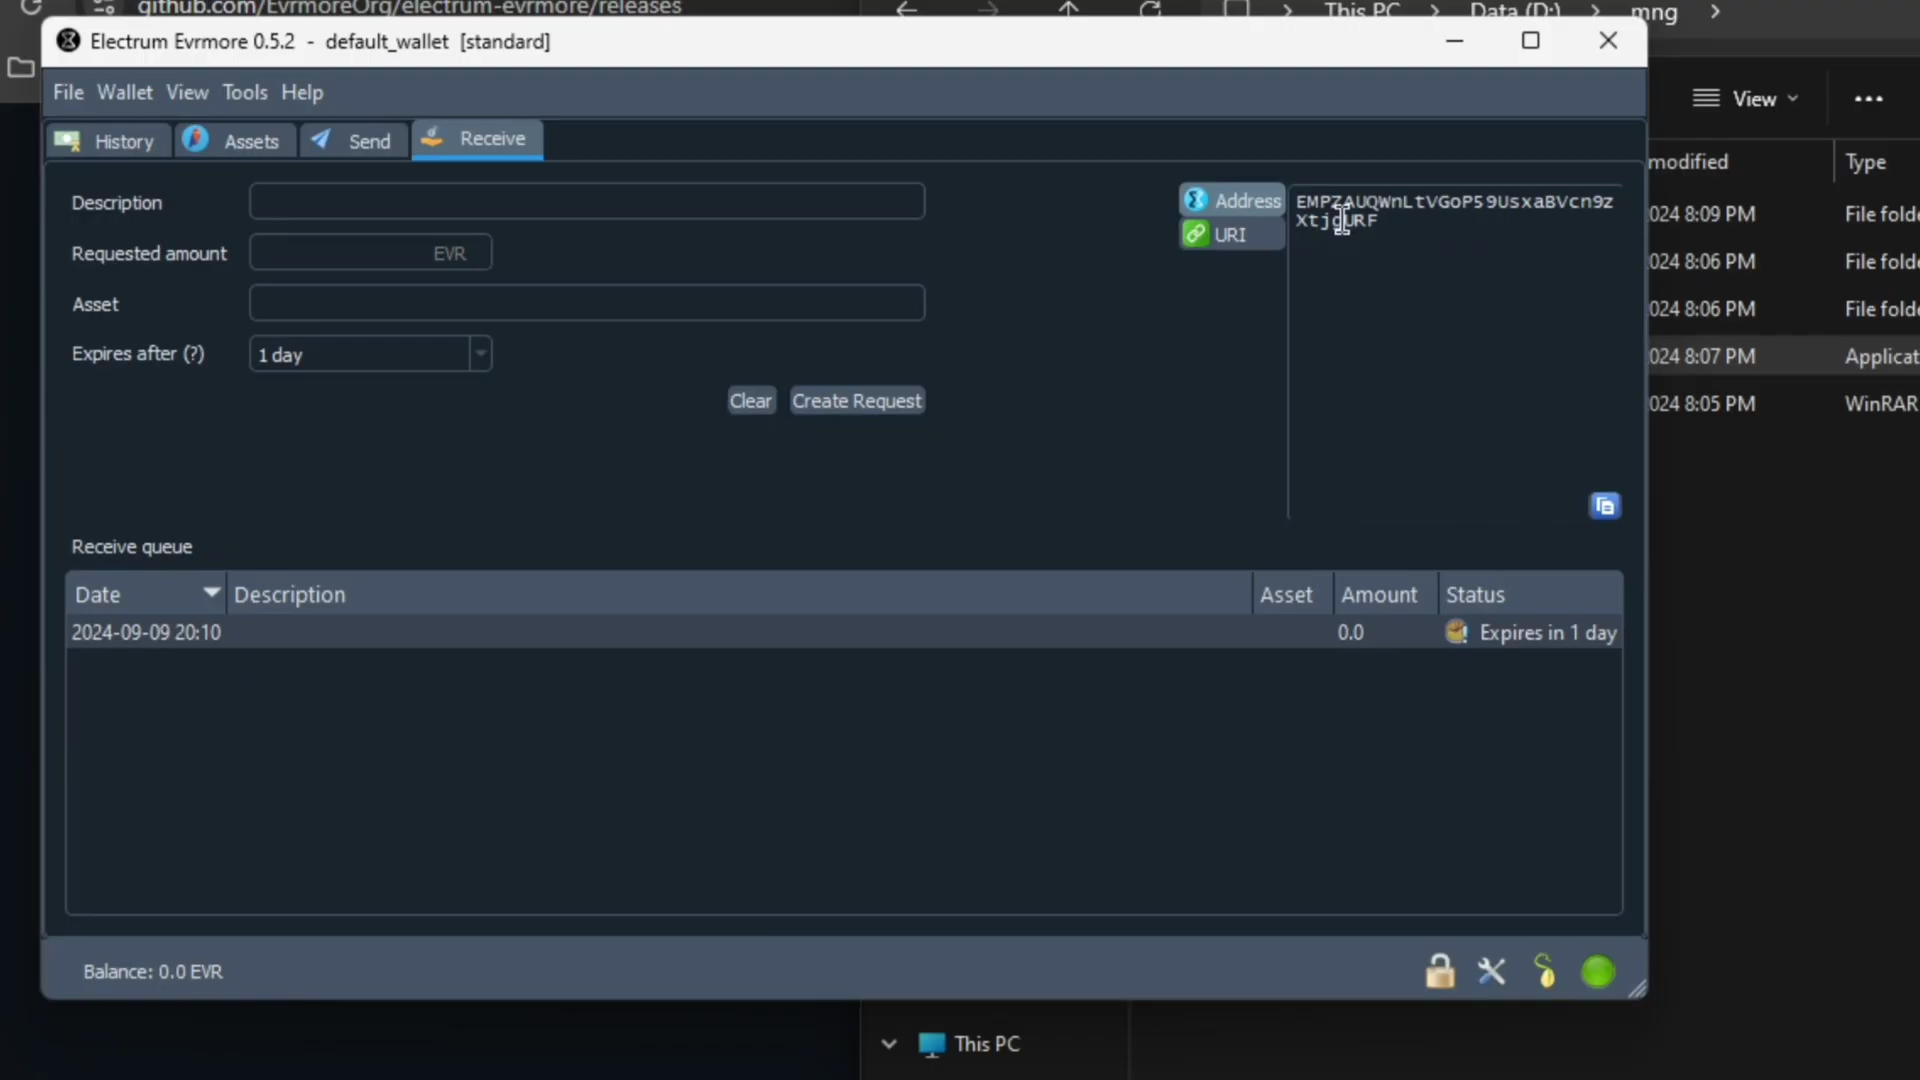 github.com/EvrmoreOrg/electrum-evrmore/releases
This PC
Data (D:)
mng
Electrum Evrmore 0.5.2 - default_wallet [standard]
File Wallet View Tools Help
View
History
Assets
Send
Receive
modified
Type
Description
Address
EMPZAUQWnLtVGoP59UsxaBVcn9z
URI
Requested amount
EVR
Asset
Expires after (?)
1 day
Clear
Create Request
024 8:09 PM
File folde
024 8:06 PM
File folde
024 8:06 PM
File folde
024 8:07 PM
Applicat
024 8:05 PM
WinRAR
Receive queue
Date
Description
Asset
Amount
Status
2024-09-09 20:10
0.0
Expires in 1 day
Balance: 0.0 EVR
This PC